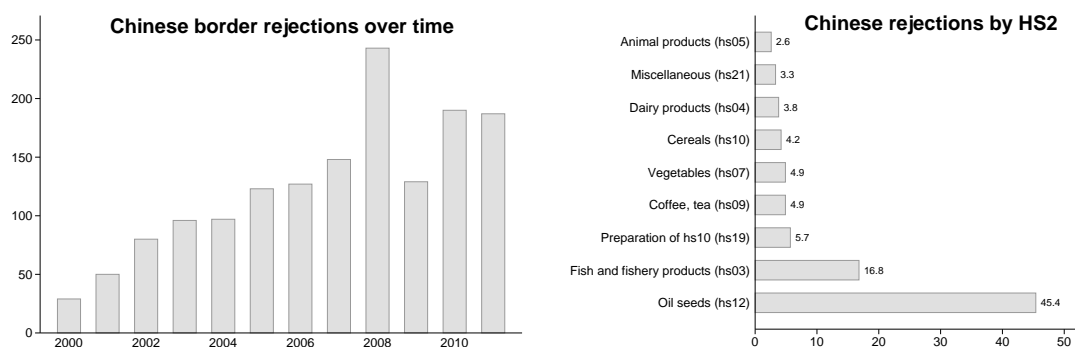 Chinese border rejections over time
250
200
150
100
50
0
2000 2002 2004 2006 2008 2010
Chinese rejections by HS2
Animal products (hs05) 2.6
Miscellaneous (hs21) 3.3
Dairy products (hs04) 3.8
Cereals (hs10) 4.2
Vegetables (hs07) 4.9
Coffee, tea (hs09) 4.9
Preparation of hs10 (hs19) 5.7
Fish and fishery products (hs03) 16.8
Oil seeds (hs12) 45.4
0 10 20 30 40 50